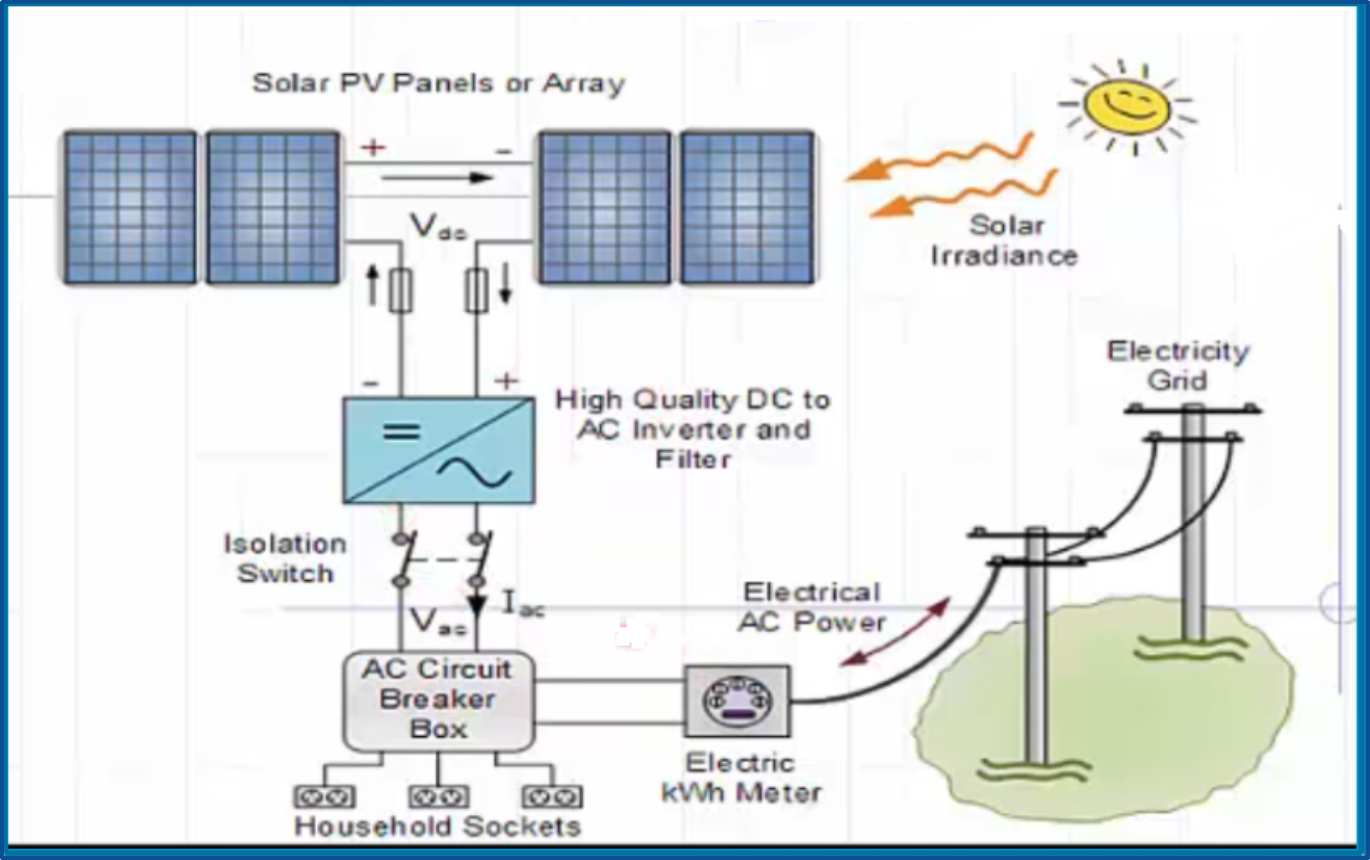 Solar PV Panels or Array
+
-
Vdc
Solar
Irradiance
-
+
High Quality DC to
AC Inverter and
Filter
Electricity
Grid
Isolation
Switch
Iac
Vac
Electrical
AC Power
AC Circuit
Breaker
Box
Electric
kWh Meter
Household Sockets